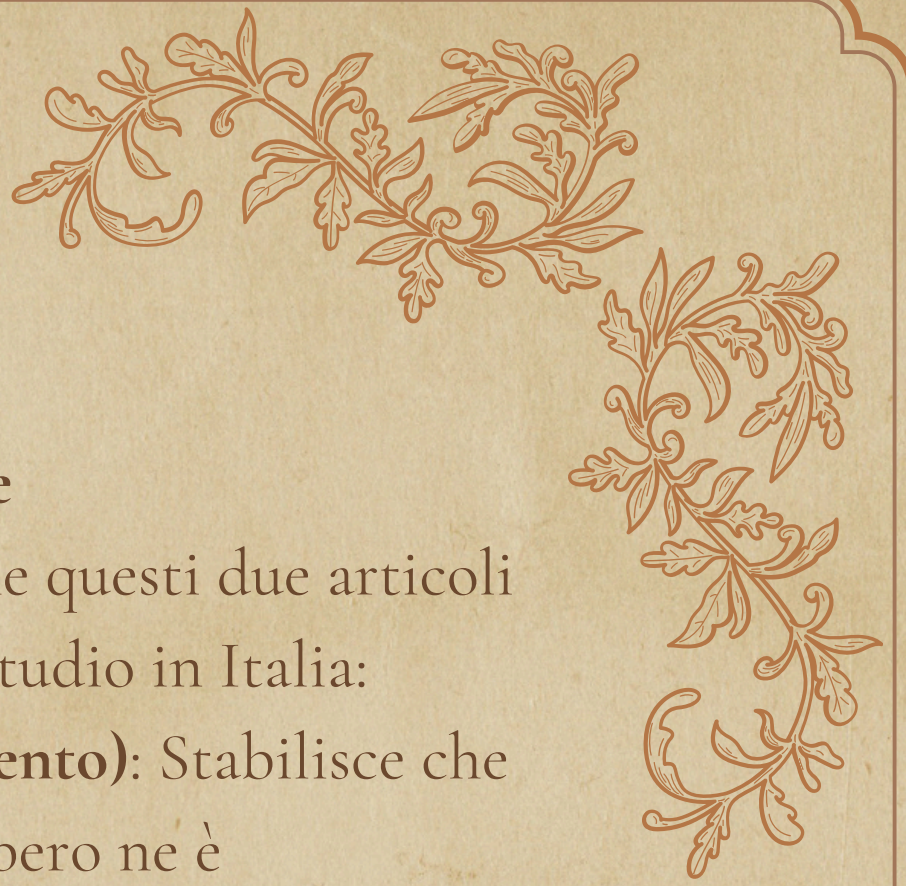 e
e questi due articoli
tudio in Italia:
ento): Stabilisce che
pero ne è